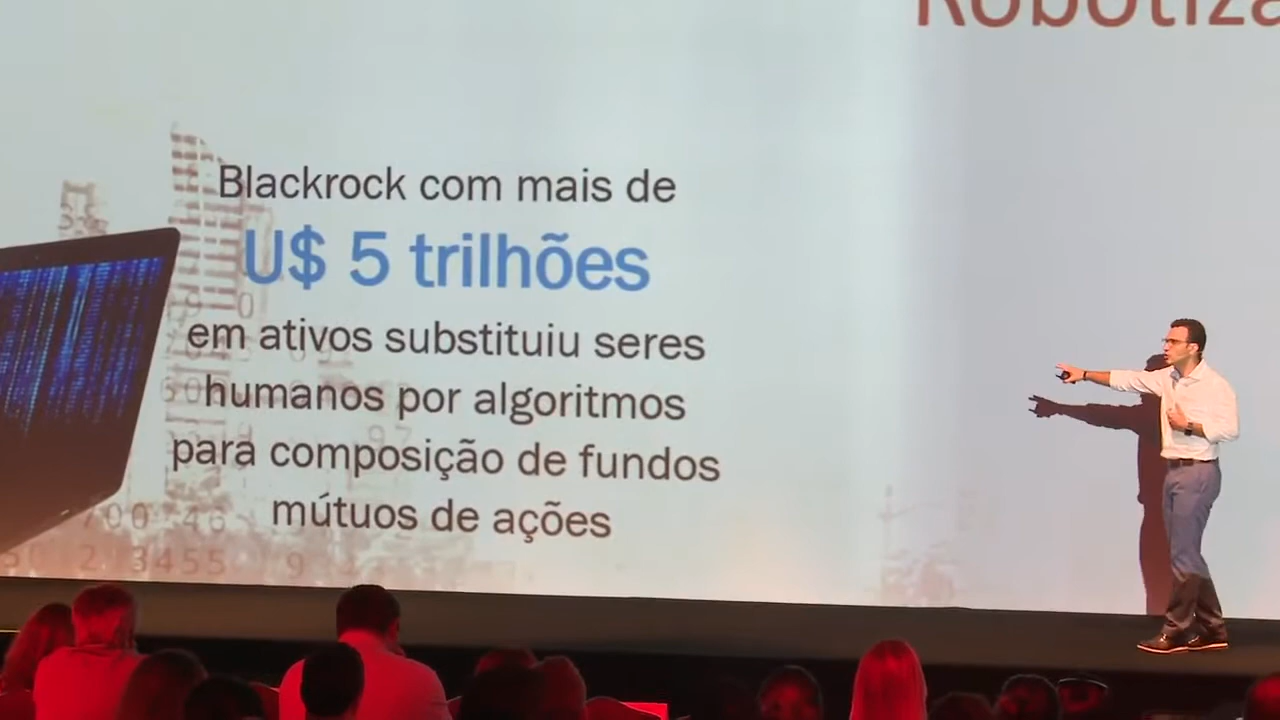 Blackrock com mais de
U$ 5 trilhões
em ativos substituiu seres
humanos por algoritmos
para composição de fundos
mútuos de ações